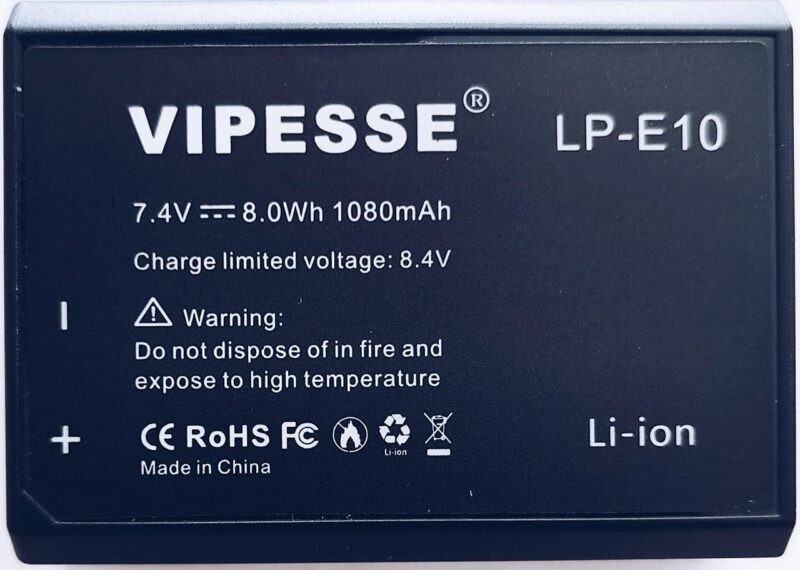 VIPESSE®
LP-E10
7.4V ⎓ 8.0Wh 1080mAh
Charge limited voltage: 8.4V
⚠ Warning:
Do not dispose of in fire and
expose to high temperature
CE RoHS FC
Li-ion
Made in China
Li-ion
−
+